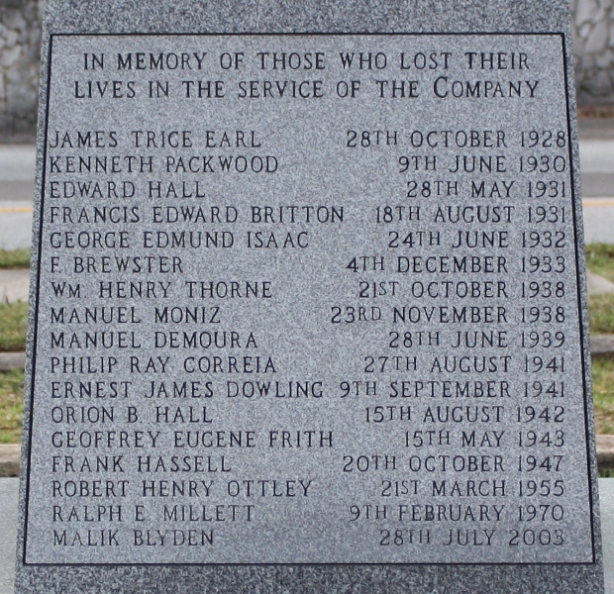 IN MEMORY OF THOSE WHO LOST THEIR
LIVES IN THE SERVICE OF THE COMPANY
JAMES TRICE EARL 28TH OCTOBER 1928
KENNETH PACKWOOD 9TH JUNE 1930
EDWARD HALL 28TH MAY 1931
FRANCIS EDWARD BRITTON 18TH AUGUST 1931
GEORGE EDMUND ISAAC 24TH JUNE 1932
F. BREWSTER 4TH DECEMBER 1933
WM. HENRY THORNE 21ST OCTOBER 1938
MANUEL MONIZ 23RD NOVEMBER 1938
MANUEL DEMOURA 28TH JUNE 1939
PHILIP RAY CORREIA 27TH AUGUST 1941
ERNEST JAMES DOWLING 9TH SEPTEMBER 1941
ORION B. HALL 15TH AUGUST 1942
GEOFFREY EUGENE FRITH 15TH MAY 1943
FRANK HASSELL 20TH OCTOBER 1947
ROBERT HENRY OTTLEY 21ST MARCH 1955
RALPH E. MILLETT 9TH FEBRUARY 1970
MALIK BLYDEN 28TH JULY 2003